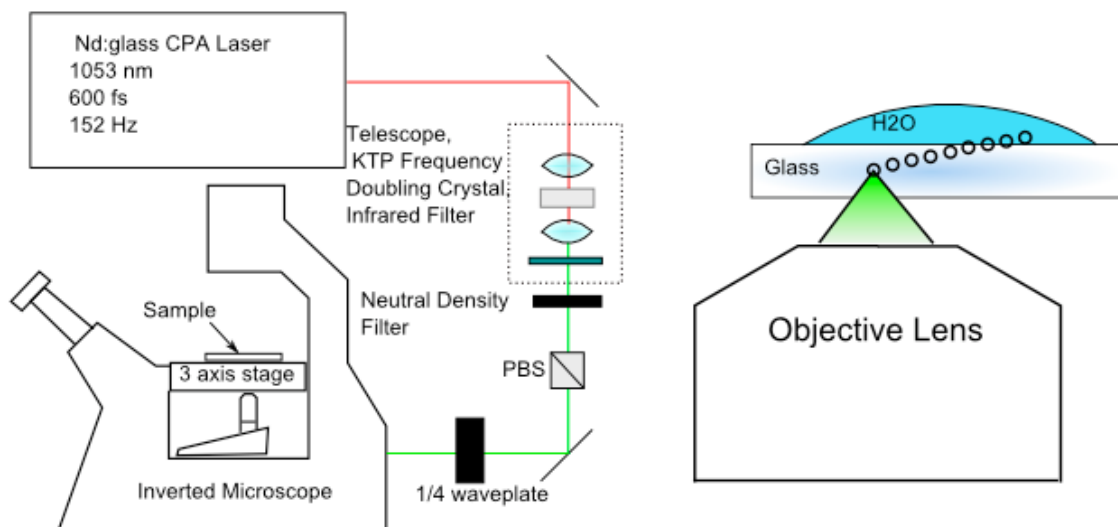 Nd:glass CPA Laser
1053 nm
600 fs
152 Hz
Telescope,
KTP Frequency
Doubling Crystal,
Infrared Filter
Neutral Density
Filter
PBS
1/4 waveplate
Sample
3 axis stage
Inverted Microscope
H2O
Glass
Objective Lens